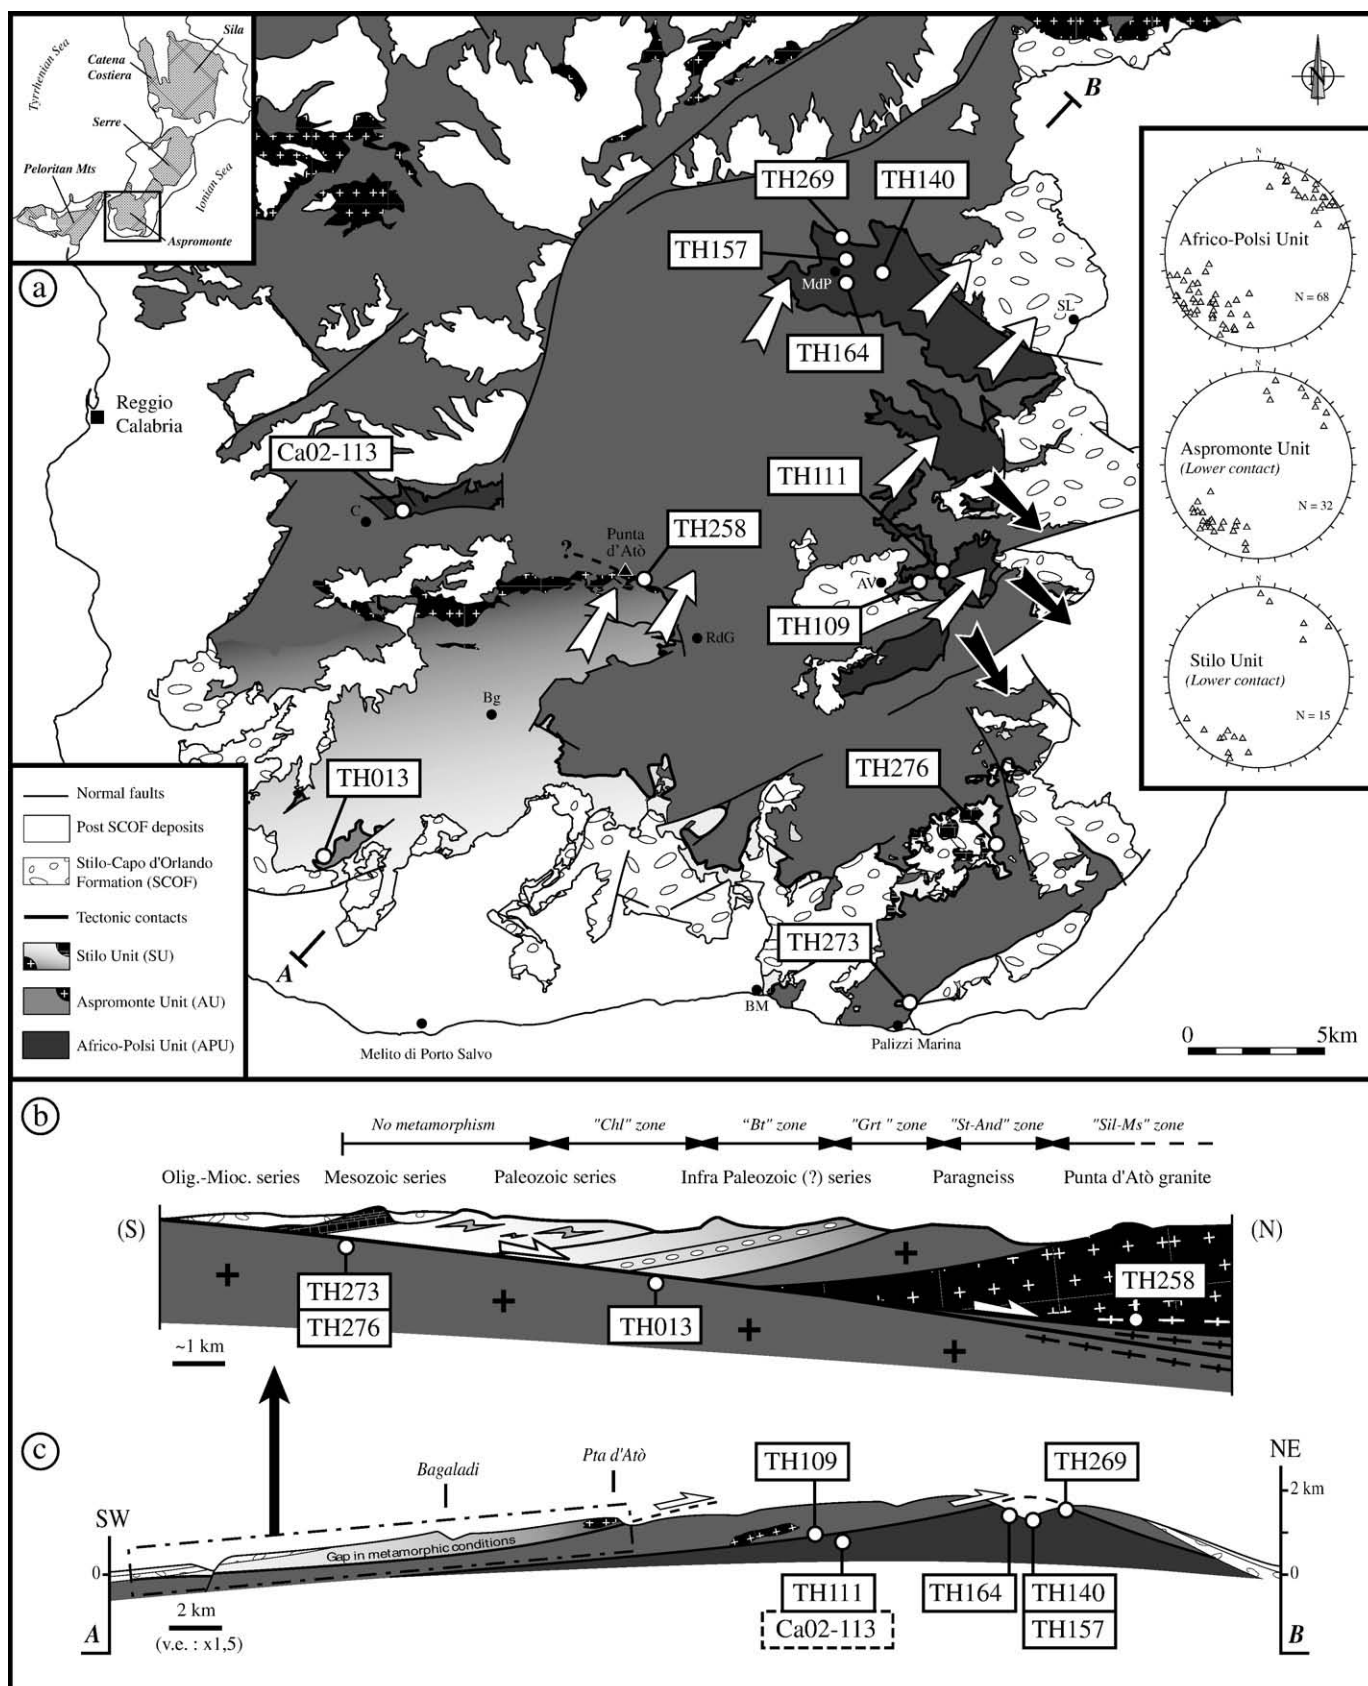 Tyrrhenian Sea
Sila
Catena
Costiera
Serre
Ionian Sea
Peloritan Mts
Aspromonte
a
B
N
TH269
TH140
TH157
MdP
TH164
SL
Reggio
Calabria
Ca02-113
C
TH111
Punta
d'Atò
?
TH258
AV
TH109
RdG
Bg
TH013
TH276
TH273
A
BM
Melito di Porto Salvo
Palizzi Marina
0 5km
N
Africo-Polsi Unit
N = 68
N
Aspromonte Unit
(Lower contact)
N = 32
N
Stilo Unit
(Lower contact)
N = 15
Normal faults
Post SCOF deposits
Stilo-Capo d'Orlando
Formation (SCOF)
Tectonic contacts
Stilo Unit (SU)
Aspromonte Unit (AU)
Africo-Polsi Unit (APU)
b
No metamorphism "Chl" zone "Bt" zone "Grt " zone "St-And" zone "Sil-Ms" zone
Olig.-Mioc. series Mesozoic series Paleozoic series Infra Paleozoic (?) series Paragneiss Punta d'Atò granite
(S)
(N)
TH258
TH273
TH276
TH013
~1 km
c
Bagaladi
Pta d'Atò
TH109
TH269
SW
NE
2 km
Gap in metamorphic conditions
0
0
TH111
Ca02-113
TH164
TH140
TH157
2 km
(v.e. : x1,5)
A
B